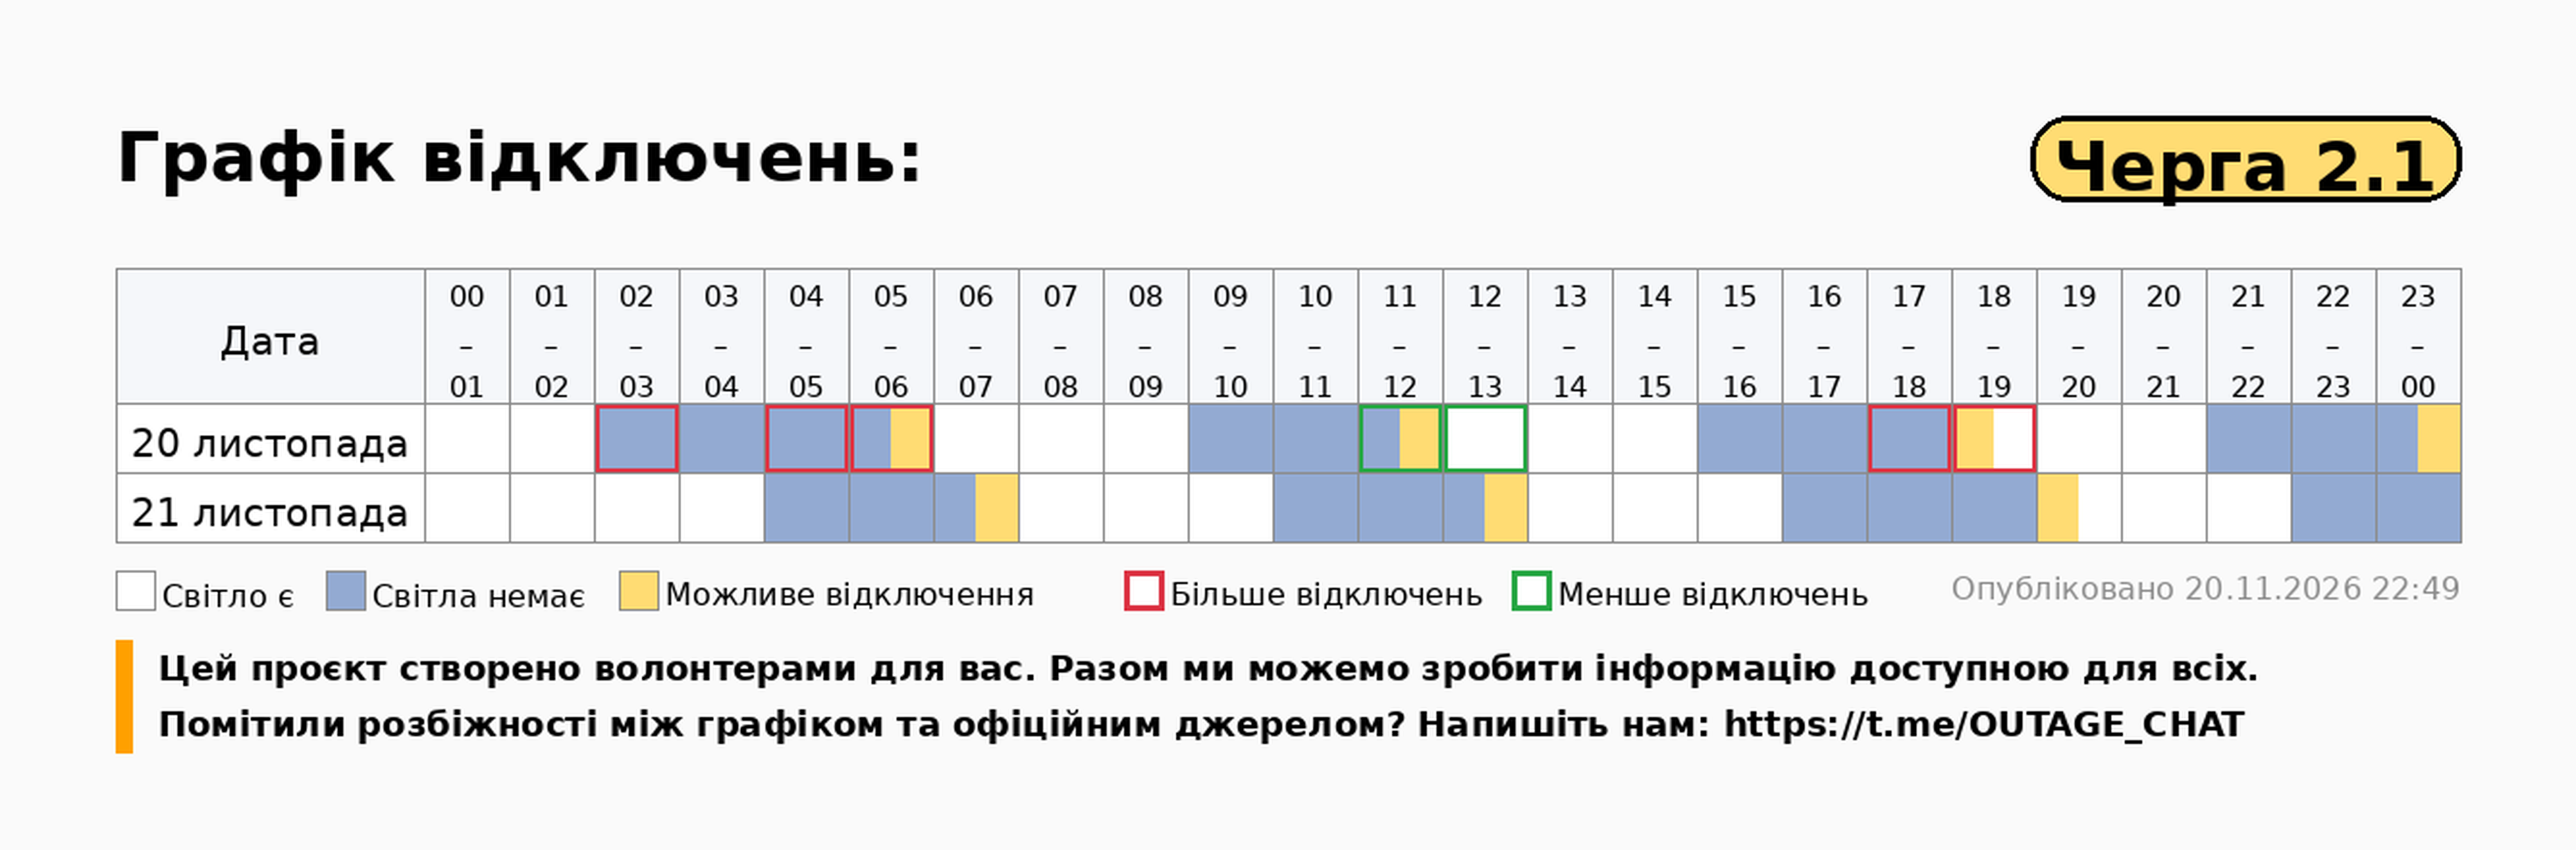 Графік відключень:
Черга 2.1
Дата
00 – 01
01 – 02
02 – 03
03 – 04
04 – 05
05 – 06
06 – 07
07 – 08
08 – 09
09 – 10
10 – 11
11 – 12
12 – 13
13 – 14
14 – 15
15 – 16
16 – 17
17 – 18
18 – 19
19 – 20
20 – 21
21 – 22
22 – 23
23 – 00
20 листопада
21 листопада
Світло є
Світла немає
Можливе відключення
Більше відключень
Менше відключень
Опубліковано 20.11.2026 22:49
Цей проєкт створено волонтерами для вас. Разом ми можемо зробити інформацію доступною для всіх.
Помітили розбіжності між графіком та офіційним джерелом? Напишіть нам: https://t.me/OUTAGE_CHAT